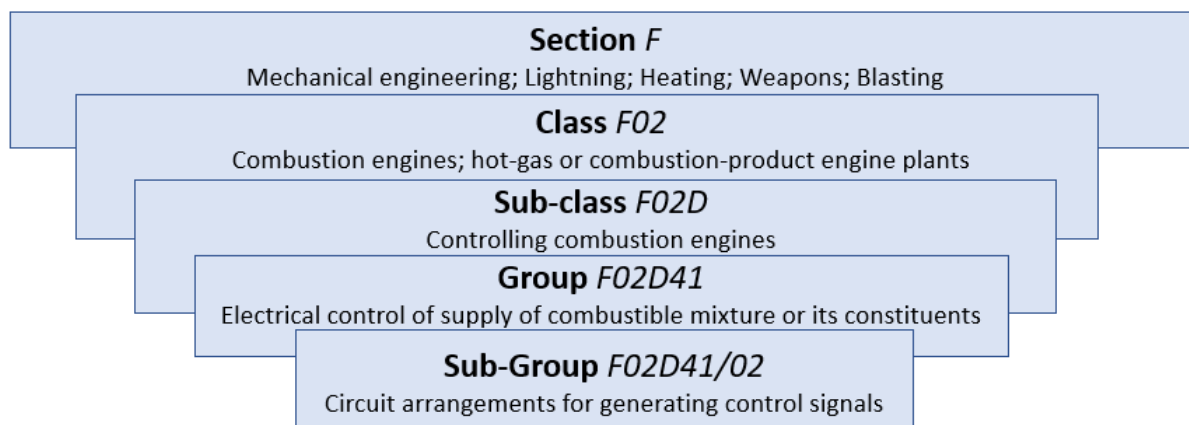 Section F
Mechanical engineering; Lightning; Heating; Weapons; Blasting
Class F02
Combustion engines; hot-gas or combustion-product engine plants
Sub-class F02D
Controlling combustion engines
Group F02D41
Electrical control of supply of combustible mixture or its constituents
Sub-Group F02D41/02
Circuit arrangements for generating control signals